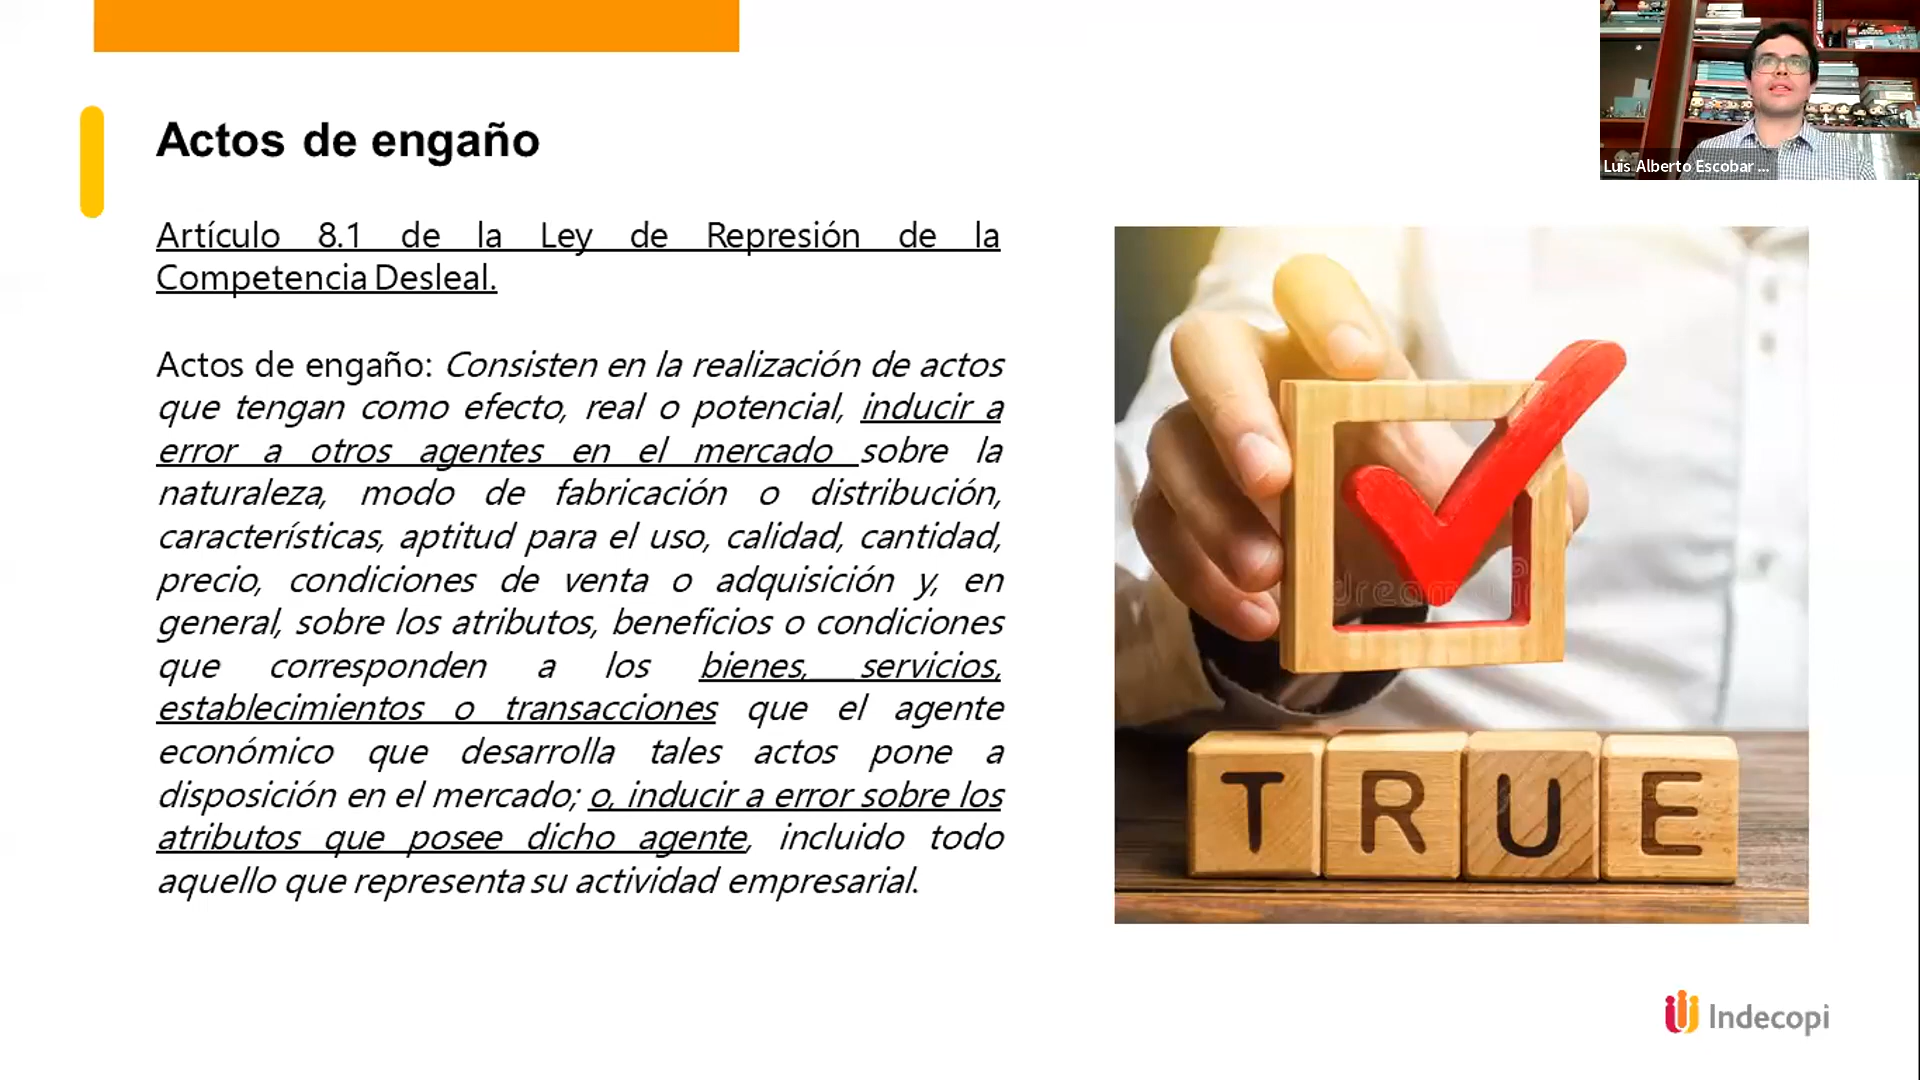 Actos de engaño
Luis Alberto Escobar ...
Artículo 8.1 de la Ley de Represión de la
Competencia Desleal.
Actos de engaño: Consisten en la realización de actos
que tengan como efecto, real o potencial, inducir a
error a otros agentes en el mercado sobre la
naturaleza, modo de fabricación o distribución,
características, aptitud para el uso, calidad, cantidad,
precio, condiciones de venta o adquisición y, en
general, sobre los atributos, beneficios o condiciones
que corresponden a los bienes, servicios,
establecimientos o transacciones que el agente
económico que desarrolla tales actos pone a
disposición en el mercado; o, inducir a error sobre los
atributos que posee dicho agente, incluido todo
aquello que representa su actividad empresarial.
TRUE
Indecopi